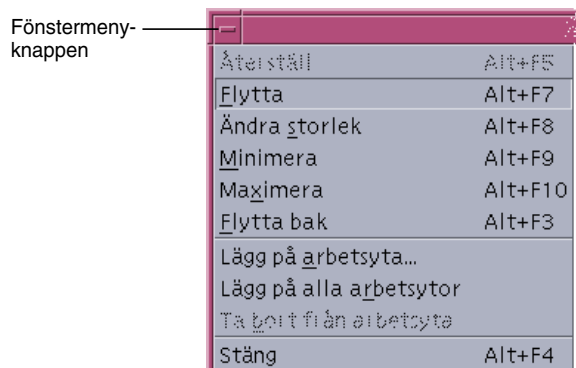 Fönstermeny-
knappen
Återställ Alt+F5
Flytta Alt+F7
Ändra storlek Alt+F8
Minimera Alt+F9
Maximera Alt+F10
Flytta bak Alt+F3
Lägg på arbetsyta...
Lägg på alla arbetsytor
Ta bort från arbetsyta
Stäng Alt+F4